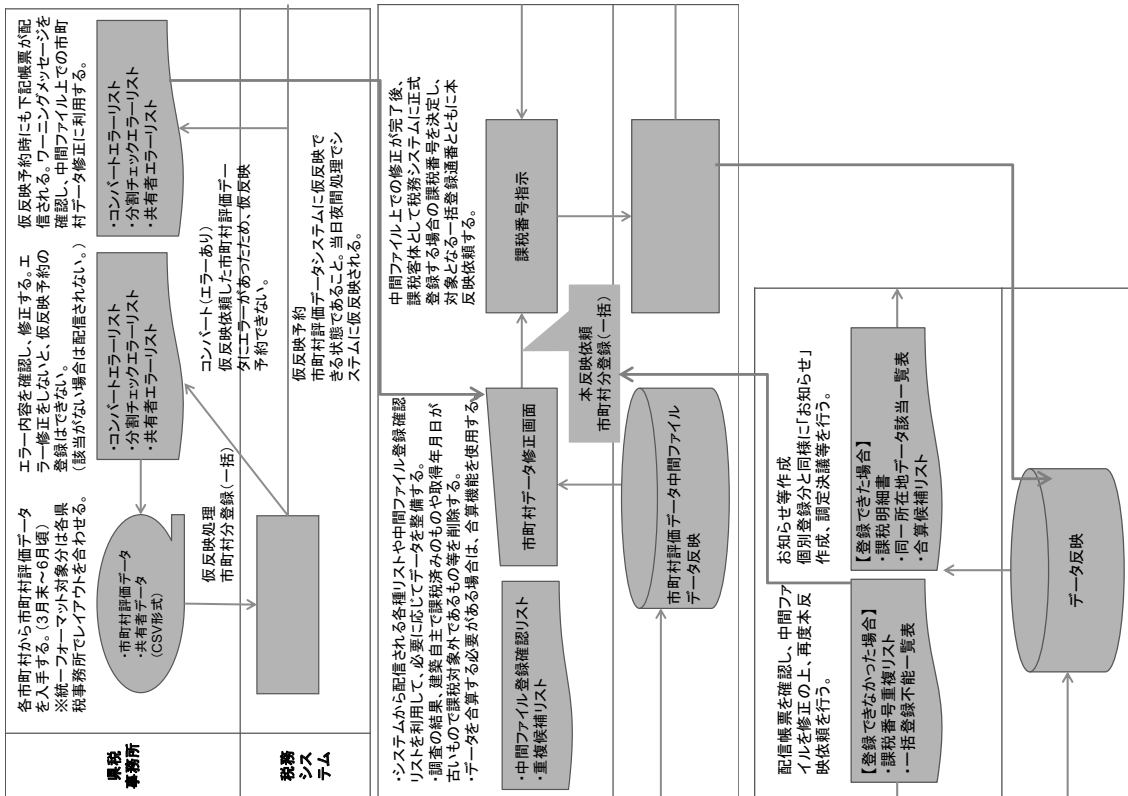 県税
事務所
税務
シス
テム
各市町村から市町村評価データ
を入手する。(3月末～6月頃)
※統一フォーマット対象分は各県
税事務所でレイアウトを合わせる。
・市町村評価データ
・共有者データ
(CSV形式)
仮反映処理
市町村分登録(一括)
エラー内容を確認し、修正する。エ
ラー修正をしないと、仮反映予約の
登録はできない。
(該当がない場合は配信されない。)
・コンバートエラーリスト
・分割チェックエラーリスト
・共有者エラーリスト
コンバート(エラーあり)
仮反映依頼した市町村評価デー
タにエラーがあったため、仮反映
予約できない。
仮反映予約時にも下記帳票が配
信される。ワーニングメッセージを
確認し、中間ファイル上での市町
村データ修正に利用する。
・コンバートエラーリスト
・分割チェックエラーリスト
・共有者エラーリスト
仮反映予約
市町村評価データシステムに仮反映で
きる状態であること。当日夜間処理でシ
ステムに仮反映される。
・システムから配信される各種リストや中間ファイル登録確認
リストを利用して、必要に応じてデータを整備する。
・調査の結果、建築自主で課税済みのものや取得年月日が
古いもので課税対象外であるもの等を削除する。
・データを合算する必要がある場合は、合算機能を使用する
・中間ファイル登録確認リスト
・重複候補リスト
市町村データ修正画面
市町村評価データ中間ファイル
データ反映
本反映依頼
市町村分登録(一括)
中間ファイル上での修正が完了後、
課税客体として税務システムに正式
登録する場合の課税番号を決定し、
対象となる一括登録通番とともに本
反映依頼する。
課税番号指示
配信帳票を確認し、中間ファ
イルを修正の上、再度本反
映依頼を行う。
【登録できなかった場合】
・課税番号重複リスト
・一括登録不能一覧表
お知らせ等作成
個別登録分と同様に「お知らせ」
作成、調定決議等を行う。
【登録できた場合】
・課税明細書
・同一所在地データ該当一覧表
・合算候補リスト
データ反映